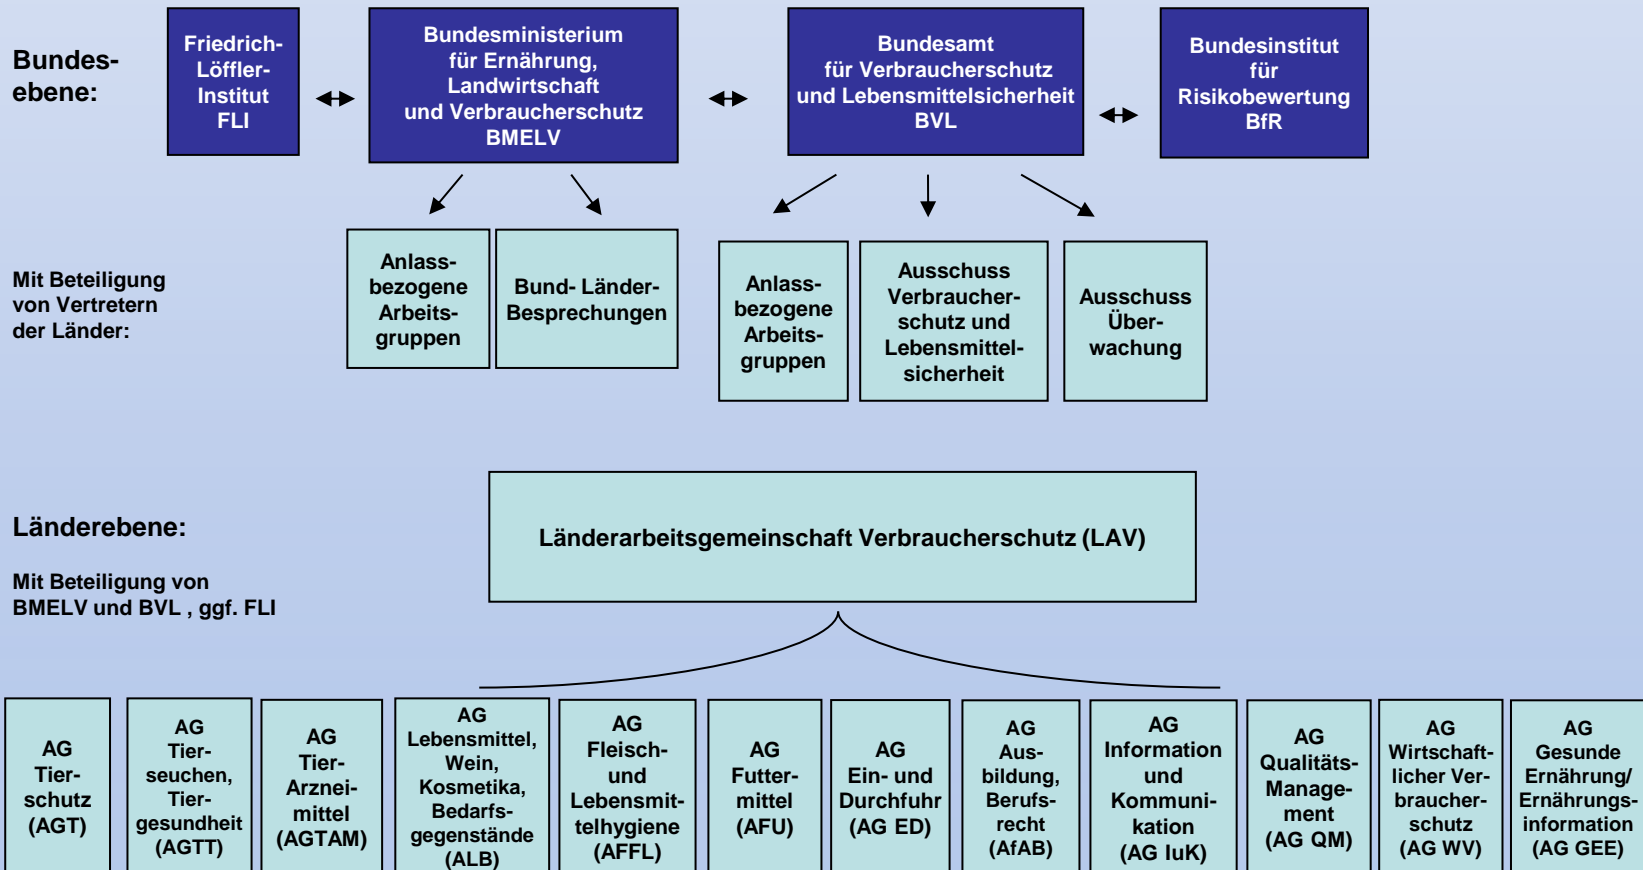 Bundes-
ebene:
Friedrich-
Löffler-
Institut
FLI
Bundesministerium
für Ernährung,
Landwirtschaft
und Verbraucherschutz
BMELV
Bundesamt
für Verbraucherschutz
und Lebensmittelsicherheit
BVL
Bundesinstitut
für
Risikobewertung
BfR
Mit Beteiligung
von Vertretern
der Länder:
Anlass-
bezogene
Arbeits-
gruppen
Bund- Länder-
Besprechungen
Anlass-
bezogene
Arbeits-
gruppen
Ausschuss
Verbraucher-
schutz und
Lebensmittel-
sicherheit
Ausschuss
Über-
wachung
Länderebene:
Mit Beteiligung von
BMELV und BVL , ggf. FLI
Länderarbeitsgemeinschaft Verbraucherschutz (LAV)
AG
Tier-
schutz
(AGT)
AG
Tier-
seuchen,
Tier-
gesundheit
(AGTT)
AG
Tier-
Arznei-
mittel
(AGTAM)
AG
Lebensmittel,
Wein,
Kosmetika,
Bedarfs-
gegenstände
(ALB)
AG
Fleisch-
und
Lebensmit-
telhygiene
(AFFL)
AG
Futter-
mittel
(AFU)
AG
Ein- und
Durchfuhr
(AG ED)
AG
Aus-
bildung,
Berufs-
recht
(AfAB)
AG
Information
und
Kommuni-
kation
(AG IuK)
AG
Qualitäts-
Manage-
ment
(AG QM)
AG
Wirtschaft-
licher Ver-
braucher-
schutz
(AG WV)
AG
Gesunde
Ernährung/
Ernährungs-
information
(AG GEE)